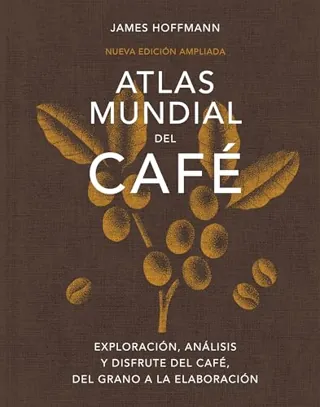 JAMES HOFFMANN
NUEVA EDICIÓN AMPLIADA
ATLAS
MUNDIAL
DEL
CAFÉ
EXPLORACIÓN, ANÁLISIS
Y DISFRUTE DEL CAFÉ,
DEL GRANO A LA ELABORACIÓN